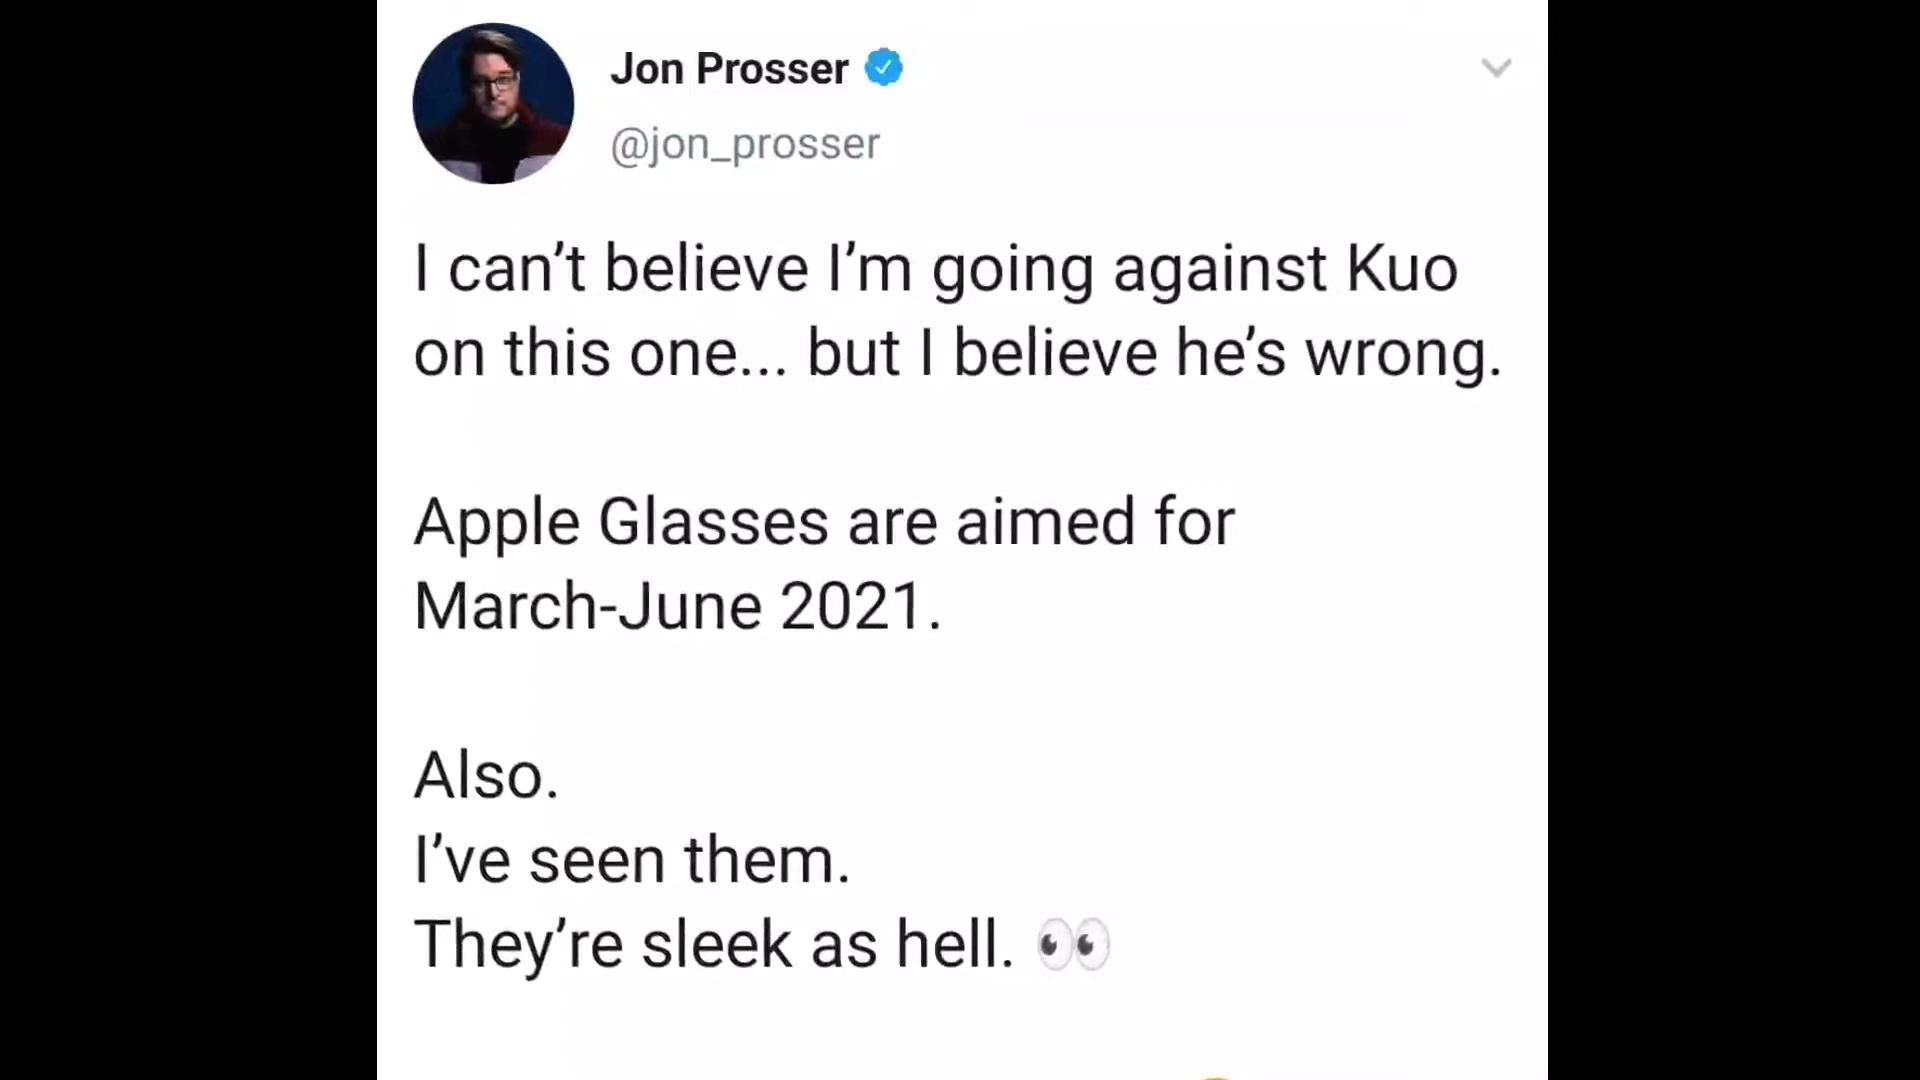 Jon Prosser
@jon_prosser
I can’t believe I’m going against Kuo
on this one... but I believe he’s wrong.
Apple Glasses are aimed for
March-June 2021.
Also.
I’ve seen them.
They’re sleek as hell. 👀